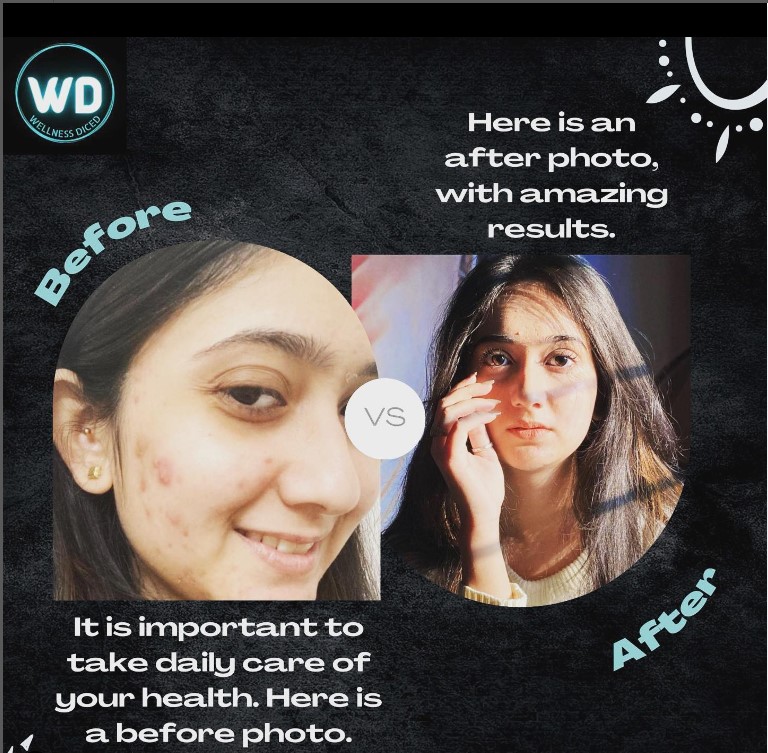 WD
WELLNESS DICED
Here is an
after photo,
with amazing
results.
Before
VS
After
It is important to
take daily care of
your health. Here is
a before photo.